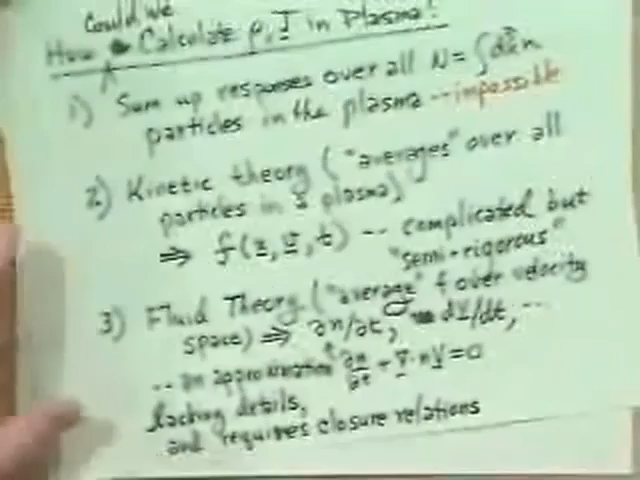 Could we
How Calculate ρ, J in Plasma?
1) Sum up responses over all N = ∫d³x n
particles in the plasma -- impossible
2) Kinetic theory ("averages" over all
particles in a plasma)
⇒ f(x, v, t) -- complicated but
"semi-rigorous"
3) Fluid Theory ("average" f over velocity
space) ⇒ ∂n/∂t, dV/dt, ...
-- an approximation ∂n/∂t + ∇·nV = 0
lacking details,
and requires closure relations